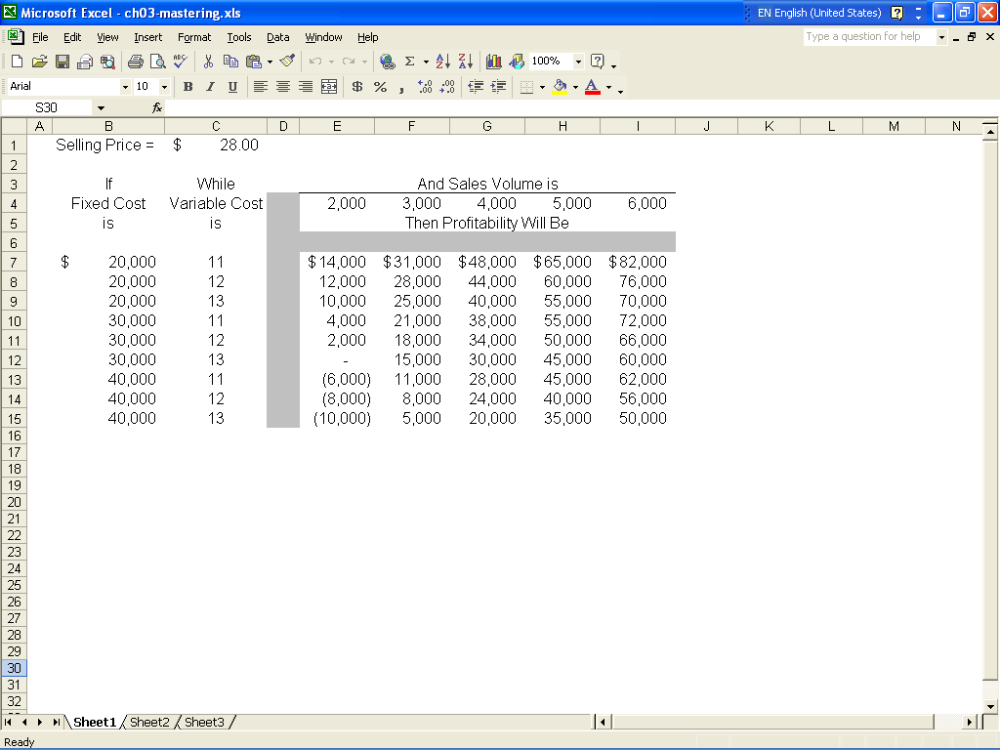 Microsoft Excel - ch03-mastering.xls EN English (United States)
File Edit View Insert Format Tools Data Window Help Type a question for help
100%
Arial 10 B I U $ % ,
S30 fx
A B C D E F G H I J K L M N
1 Selling Price = $ 28.00
2
3 If While And Sales Volume is
4 Fixed Cost Variable Cost 2,000 3,000 4,000 5,000 6,000
5 is is Then Profitability Will Be
6
7 $ 20,000 11 $14,000 $31,000 $48,000 $65,000 $82,000
8 20,000 12 12,000 28,000 44,000 60,000 76,000
9 20,000 13 10,000 25,000 40,000 55,000 70,000
10 30,000 11 4,000 21,000 38,000 55,000 72,000
11 30,000 12 2,000 18,000 34,000 50,000 66,000
12 30,000 13 - 15,000 30,000 45,000 60,000
13 40,000 11 (6,000) 11,000 28,000 45,000 62,000
14 40,000 12 (8,000) 8,000 24,000 40,000 56,000
15 40,000 13 (10,000) 5,000 20,000 35,000 50,000
16
17
18
19
20
21
22
23
24
25
26
27
28
29
30
31
32
Sheet1 Sheet2 Sheet3
Ready